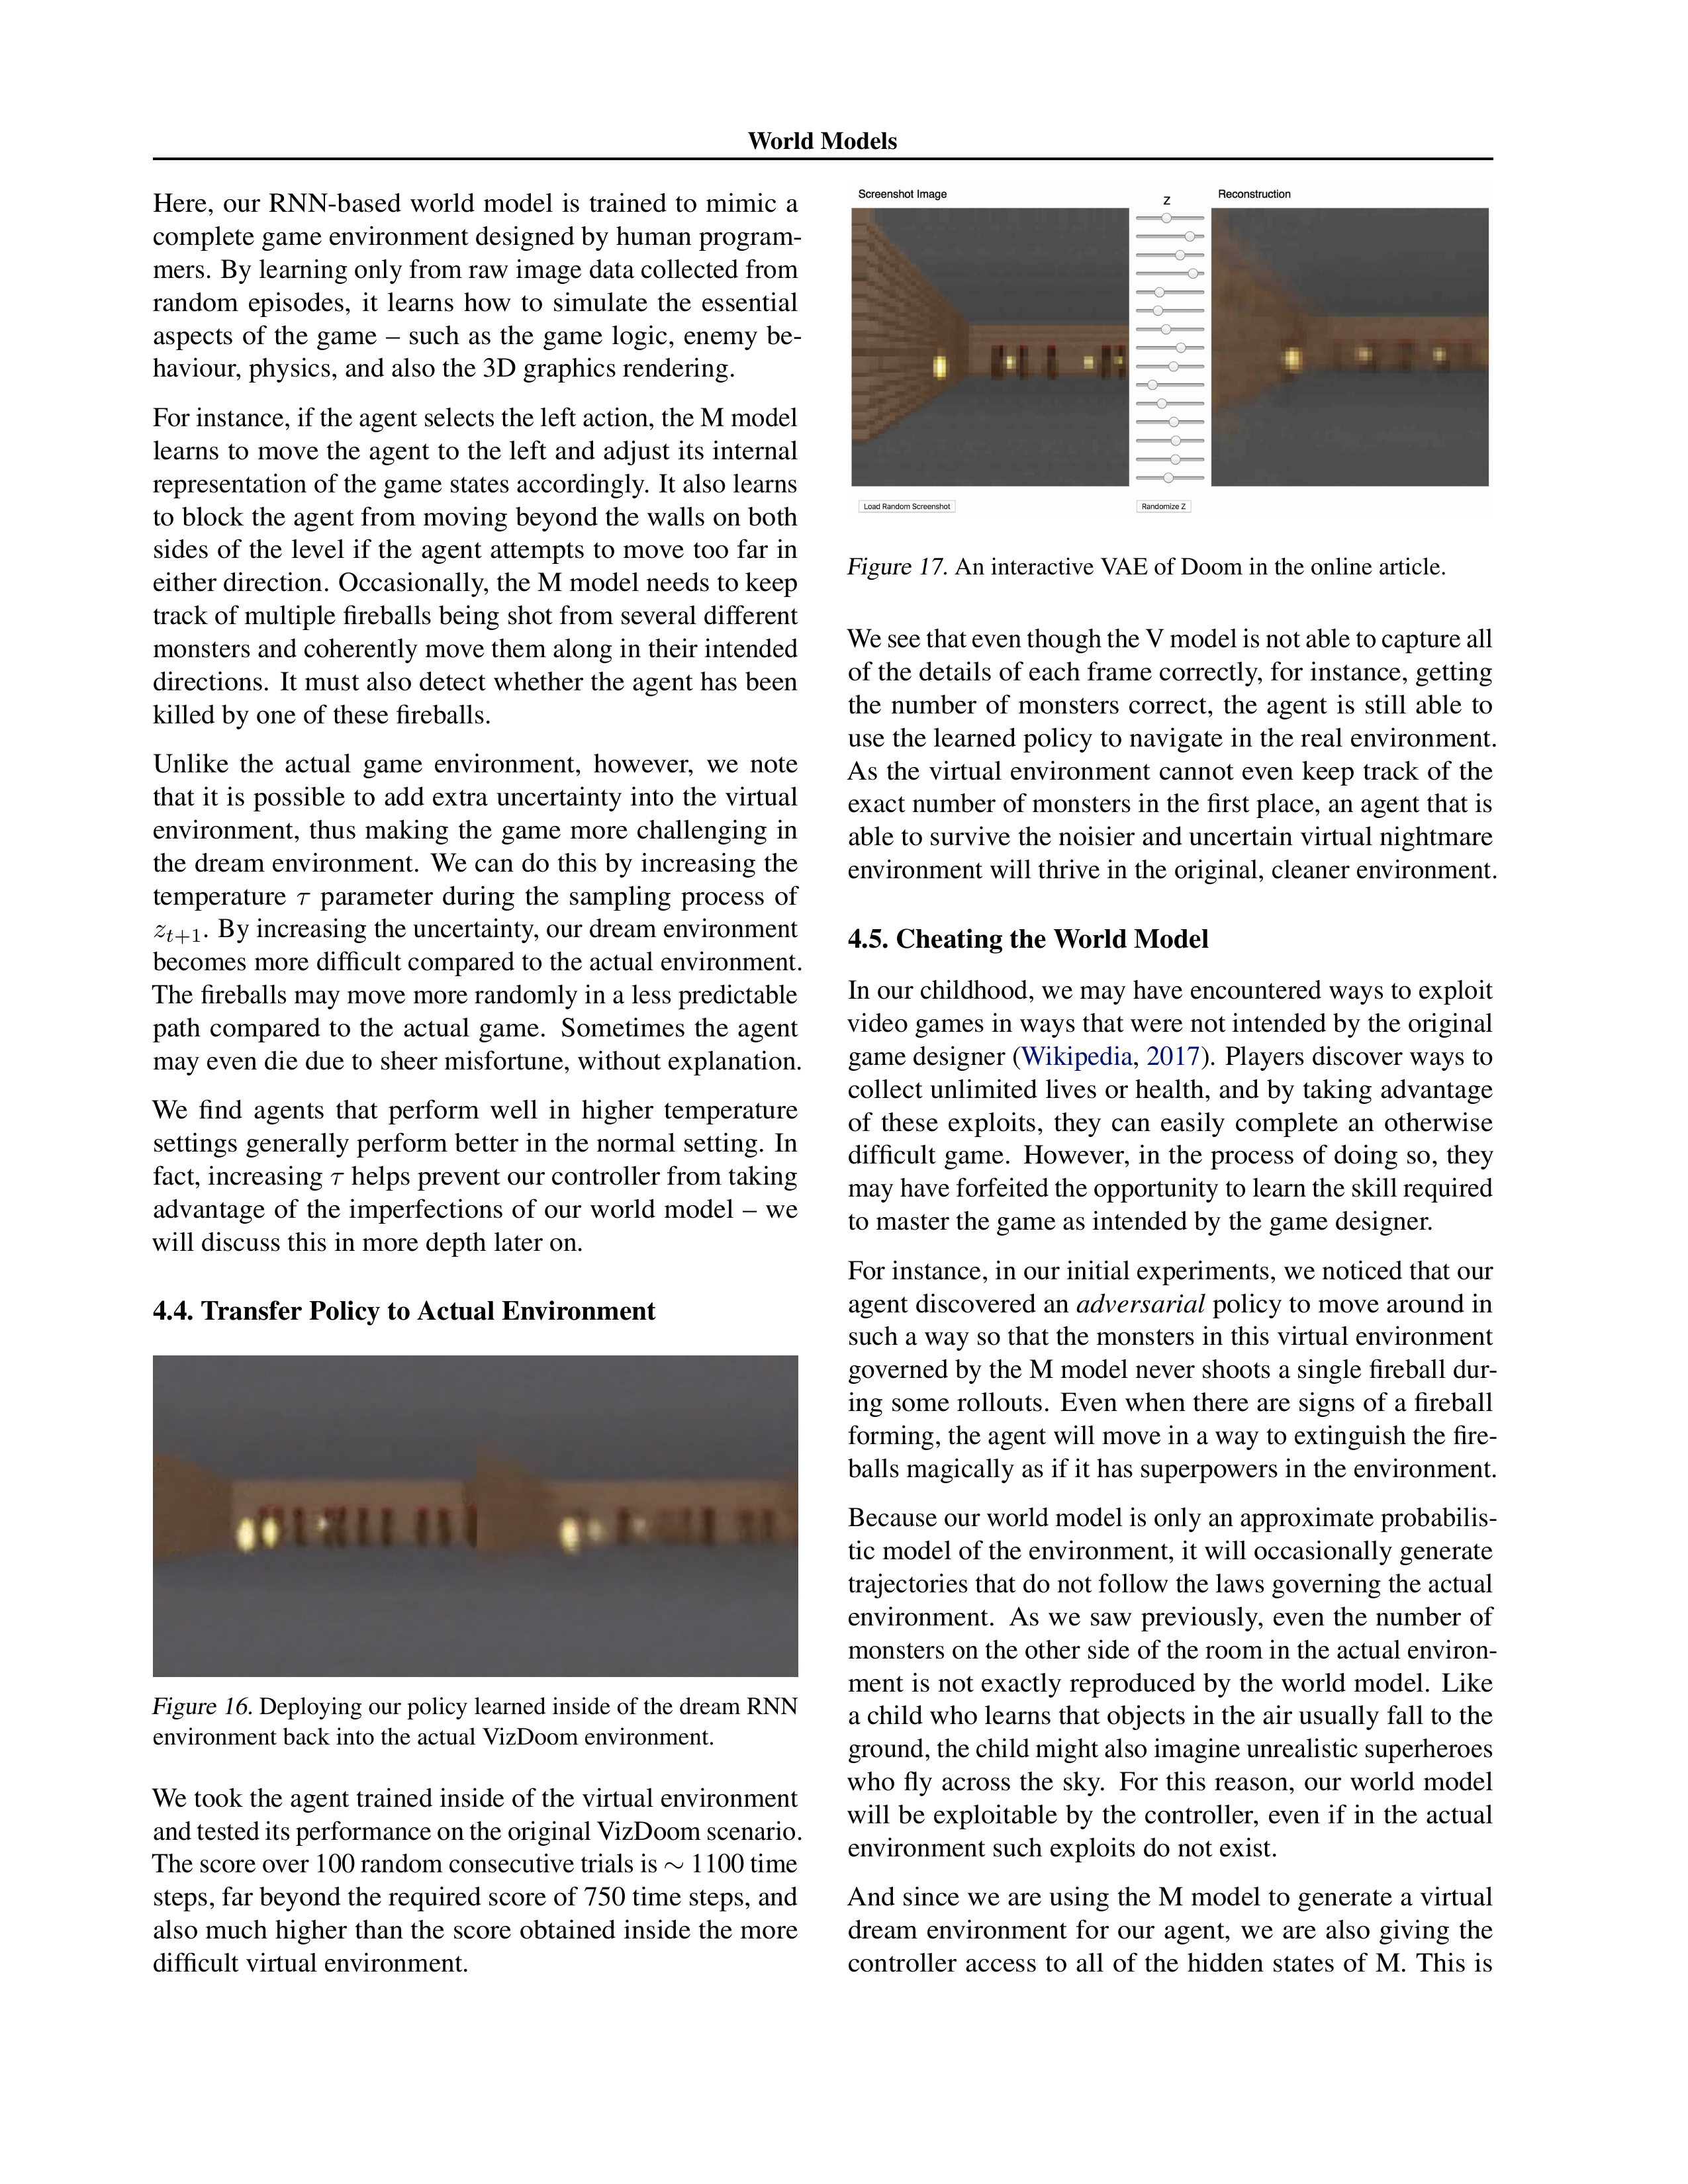 World Models
Here, our RNN-based world model is trained to mimic a
complete game environment designed by human program-
mers. By learning only from raw image data collected from
random episodes, it learns how to simulate the essential
aspects of the game – such as the game logic, enemy be-
haviour, physics, and also the 3D graphics rendering.
For instance, if the agent selects the left action, the M model
learns to move the agent to the left and adjust its internal
representation of the game states accordingly. It also learns
to block the agent from moving beyond the walls on both
sides of the level if the agent attempts to move too far in
either direction. Occasionally, the M model needs to keep
track of multiple fireballs being shot from several different
monsters and coherently move them along in their intended
directions. It must also detect whether the agent has been
killed by one of these fireballs.
Unlike the actual game environment, however, we note
that it is possible to add extra uncertainty into the virtual
environment, thus making the game more challenging in
the dream environment. We can do this by increasing the
temperature τ parameter during the sampling process of
z_{t+1}. By increasing the uncertainty, our dream environment
becomes more difficult compared to the actual environment.
The fireballs may move more randomly in a less predictable
path compared to the actual game. Sometimes the agent
may even die due to sheer misfortune, without explanation.
We find agents that perform well in higher temperature
settings generally perform better in the normal setting. In
fact, increasing τ helps prevent our controller from taking
advantage of the imperfections of our world model – we
will discuss this in more depth later on.
4.4. Transfer Policy to Actual Environment
Figure 16. Deploying our policy learned inside of the dream RNN
environment back into the actual VizDoom environment.
We took the agent trained inside of the virtual environment
and tested its performance on the original VizDoom scenario.
The score over 100 random consecutive trials is ∼ 1100 time
steps, far beyond the required score of 750 time steps, and
also much higher than the score obtained inside the more
difficult virtual environment.
Screenshot Image
Z
Reconstruction
Load Random Screenshot
Randomize Z
Figure 17. An interactive VAE of Doom in the online article.
We see that even though the V model is not able to capture all
of the details of each frame correctly, for instance, getting
the number of monsters correct, the agent is still able to
use the learned policy to navigate in the real environment.
As the virtual environment cannot even keep track of the
exact number of monsters in the first place, an agent that is
able to survive the noisier and uncertain virtual nightmare
environment will thrive in the original, cleaner environment.
4.5. Cheating the World Model
In our childhood, we may have encountered ways to exploit
video games in ways that were not intended by the original
game designer (Wikipedia, 2017). Players discover ways to
collect unlimited lives or health, and by taking advantage
of these exploits, they can easily complete an otherwise
difficult game. However, in the process of doing so, they
may have forfeited the opportunity to learn the skill required
to master the game as intended by the game designer.
For instance, in our initial experiments, we noticed that our
agent discovered an adversarial policy to move around in
such a way so that the monsters in this virtual environment
governed by the M model never shoots a single fireball dur-
ing some rollouts. Even when there are signs of a fireball
forming, the agent will move in a way to extinguish the fire-
balls magically as if it has superpowers in the environment.
Because our world model is only an approximate probabilis-
tic model of the environment, it will occasionally generate
trajectories that do not follow the laws governing the actual
environment. As we saw previously, even the number of
monsters on the other side of the room in the actual environ-
ment is not exactly reproduced by the world model. Like
a child who learns that objects in the air usually fall to the
ground, the child might also imagine unrealistic superheroes
who fly across the sky. For this reason, our world model
will be exploitable by the controller, even if in the actual
environment such exploits do not exist.
And since we are using the M model to generate a virtual
dream environment for our agent, we are also giving the
controller access to all of the hidden states of M. This is